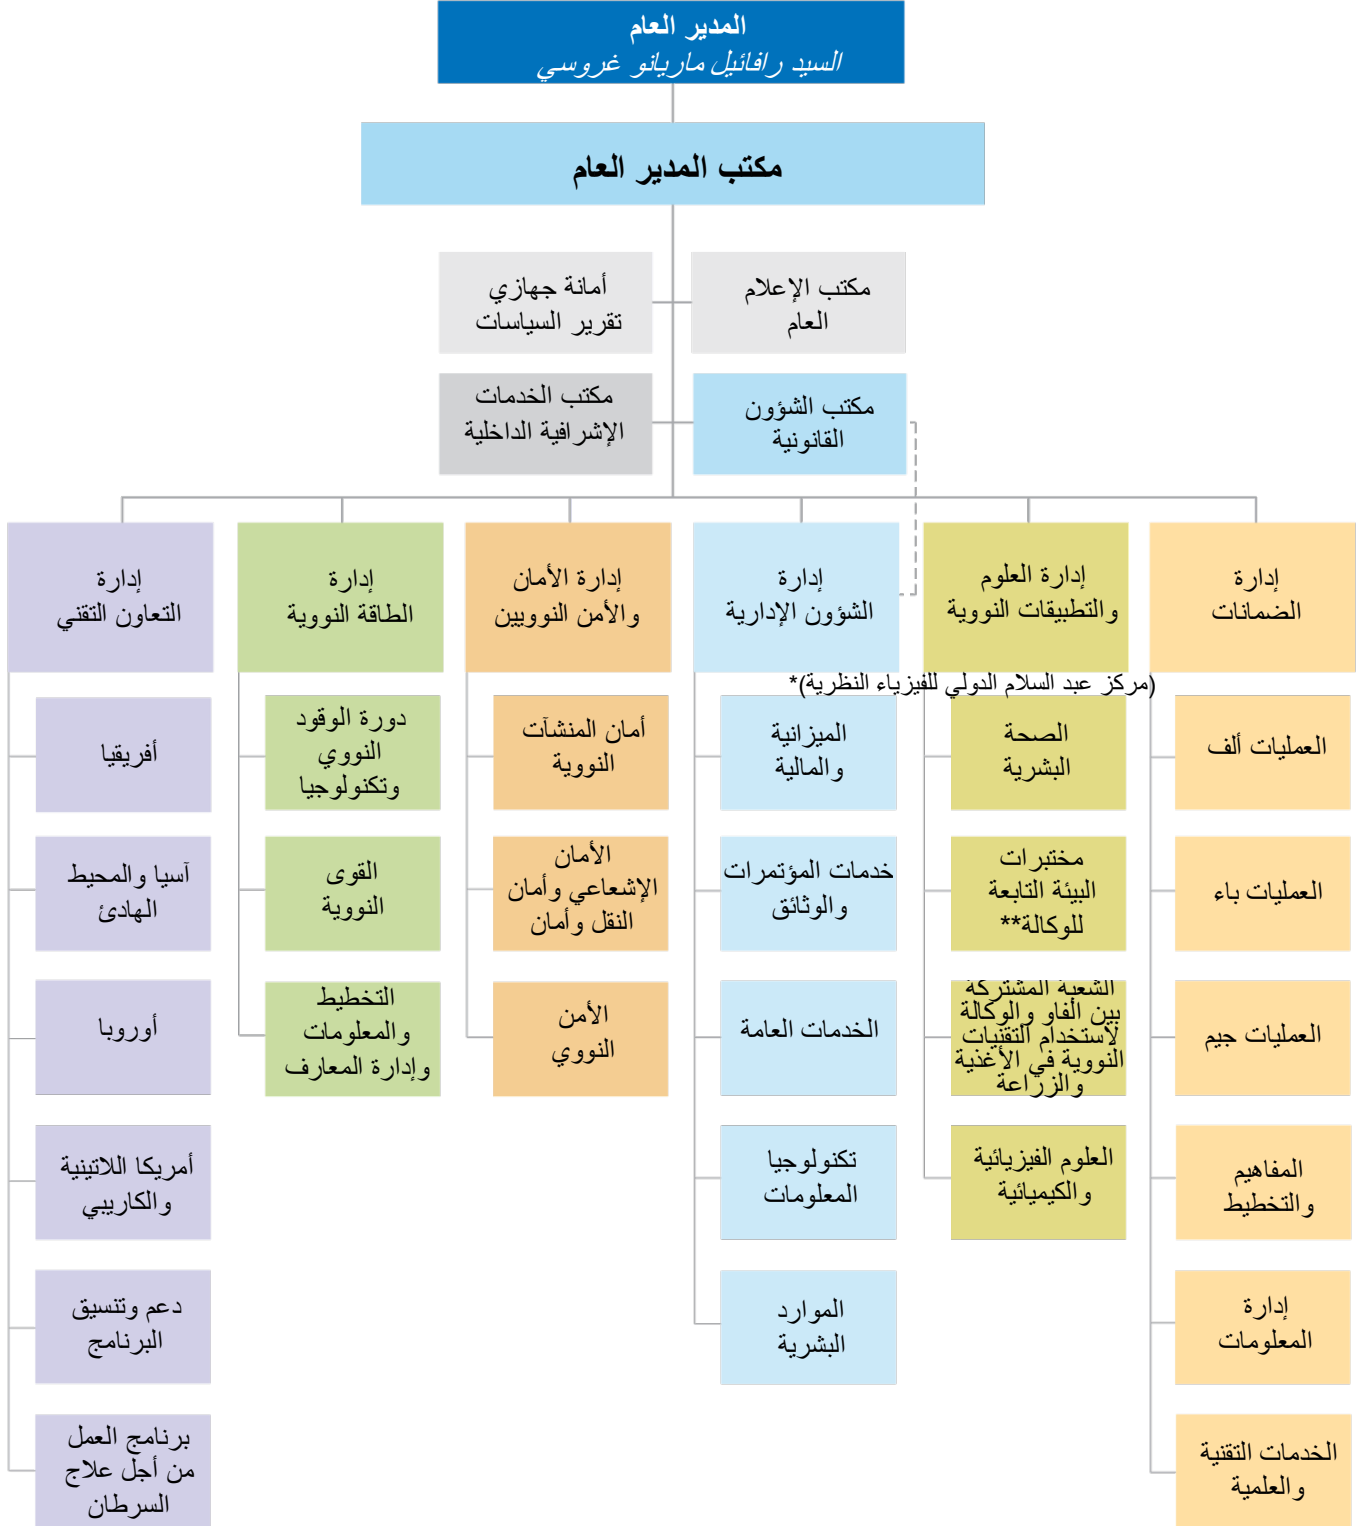 المدير العام
السيد رافائيل ماريانو غروسي
مكتب المدير العام
مكتب الإعلام
العام
أمانة جهازي
تقرير السياسات
مكتب الشؤون
القانونية
مكتب الخدمات
الإشرافية الداخلية
إدارة
الضمانات
العمليات ألف
العمليات باء
العمليات جيم
المفاهيم
والتخطيط
إدارة
المعلومات
الخدمات التقنية
والعلمية
إدارة العلوم
والتطبيقات النووية
(مركز عبد السلام الدولي للفيزياء النظرية)*
الصحة
البشرية
مختبرات
البيئة التابعة
للوكالة**
الشعبة المشتركة
بين الفاو والوكالة
لاستخدام التقنيات
النووية في الأغذية
والزراعة
العلوم الفيزيائية
والكيميائية
إدارة
الشؤون الإدارية
الميزانية
والمالية
خدمات المؤتمرات
والوثائق
الخدمات العامة
تكنولوجيا
المعلومات
الموارد
البشرية
إدارة الأمان
والأمن النوويين
أمان المنشآت
النووية
الأمان
الإشعاعي وأمان
النقل وأمان
الأمن
النووي
إدارة
الطاقة النووية
دورة الوقود
النووي
وتكنولوجيا
القوى
النووية
التخطيط
والمعلومات
وإدارة المعارف
إدارة
التعاون التقني
أفريقيا
آسيا والمحيط
الهادئ
أوروبا
أمريكا اللاتينية
والكاريبي
دعم وتنسيق
البرنامج
برنامج العمل
من أجل علاج
السرطان